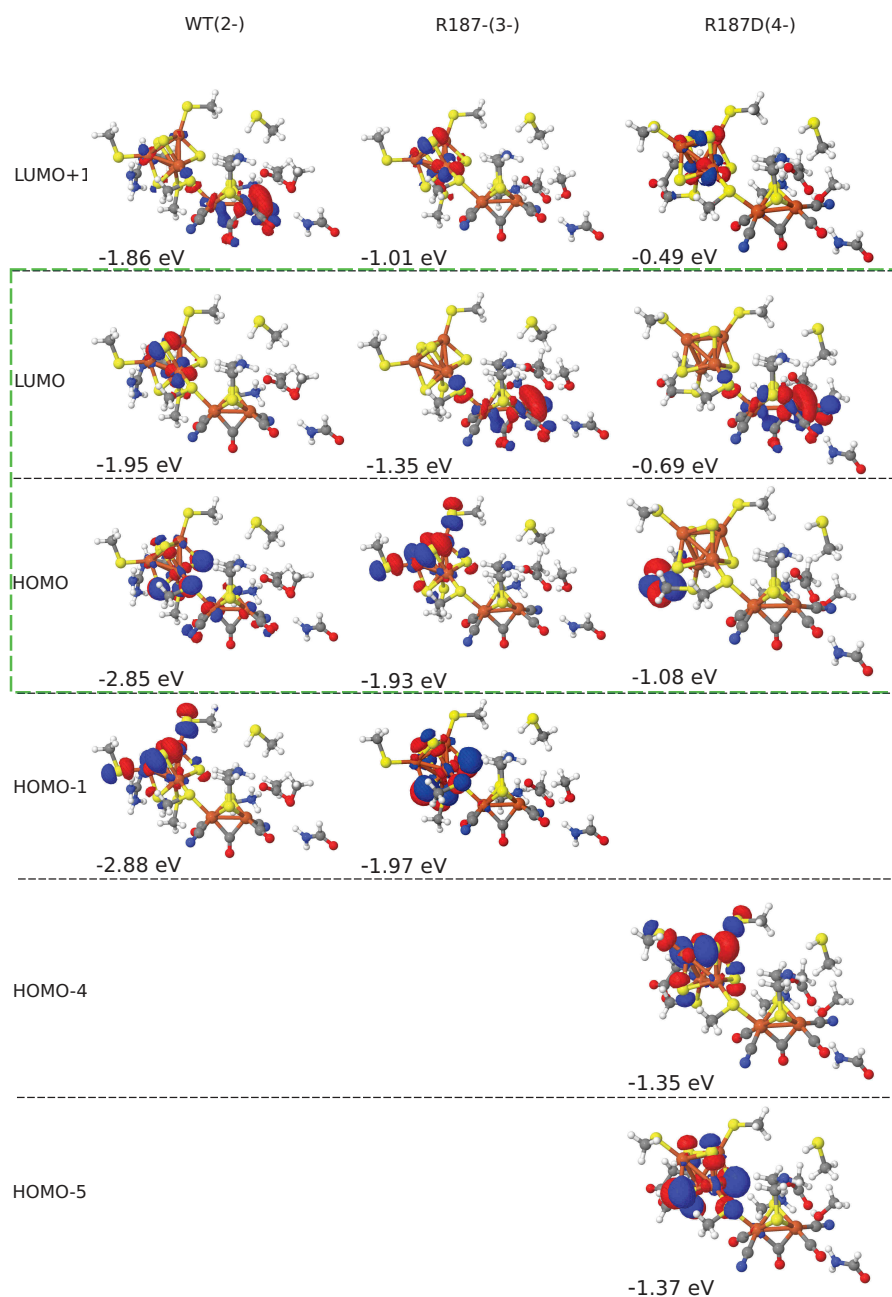 WT(2-) R187-(3-) R187D(4-)
LUMO+1
-1.86 eV -1.01 eV -0.49 eV
LUMO
-1.95 eV -1.35 eV -0.69 eV
HOMO
-2.85 eV -1.93 eV -1.08 eV
HOMO-1
-2.88 eV -1.97 eV
HOMO-4
-1.35 eV
HOMO-5
-1.37 eV